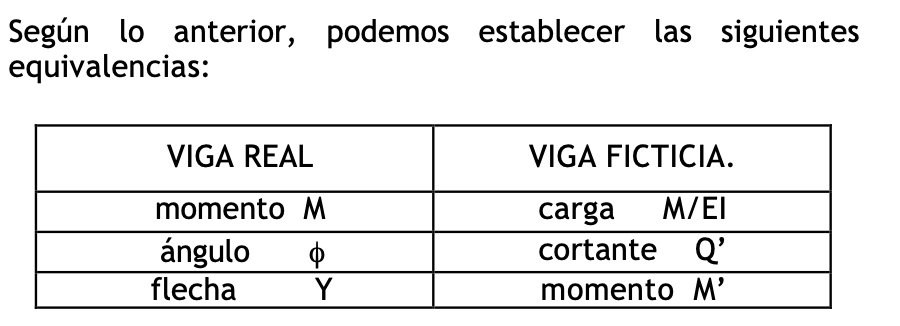 Según lo anterior, podemos establecer las siguientes
equivalencias:
VIGA REAL VIGA FICTICIA.
momento M carga M/EI
ángulo ϕ cortante Q’
flecha Y momento M’